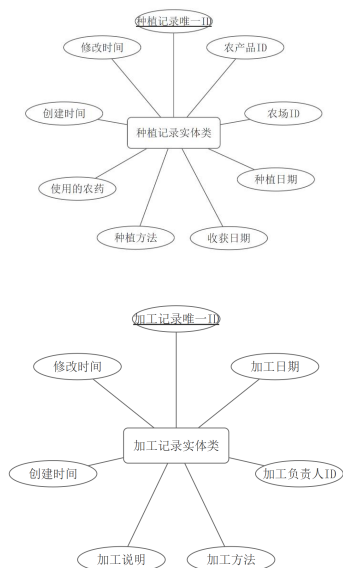 种植记录唯一ID
修改时间
农产品ID
创建时间
农场ID
种植记录实体类
使用的农药
种植日期
种植方法
收获日期
加工记录唯一ID
修改时间
加工日期
加工记录实体类
创建时间
加工负责人ID
加工说明
加工方法